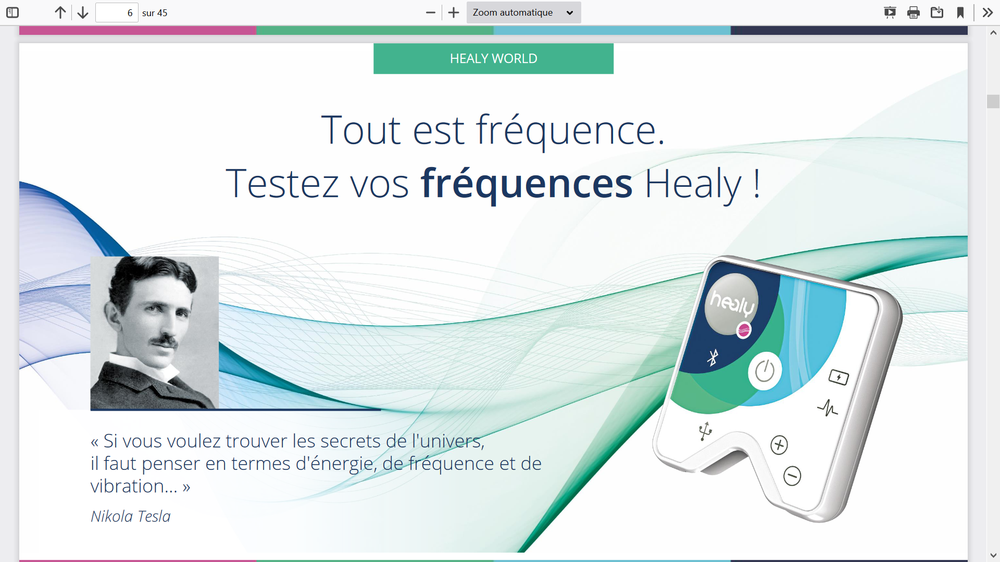 6 sur 45
Zoom automatique
HEALY WORLD
Tout est fréquence.
Testez vos fréquences Healy !
healy
« Si vous voulez trouver les secrets de l'univers,
il faut penser en termes d'énergie, de fréquence et de
vibration... »
Nikola Tesla